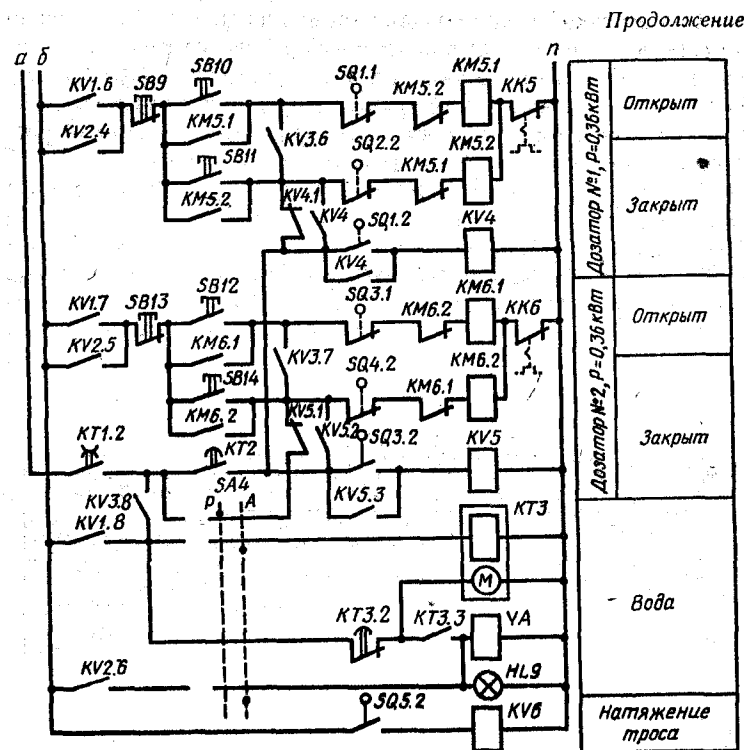 Продолжение
а б п
KV1.6 SB9 SB10 SQ1.1 KM5.2 KM5.1 KK5
KV2.4 KM5.1 KV3.6 SQ2.2 KM5.1 KM5.2
SB11
KM5.2 KV4.1 KV4 SQ1.2 KV4
KV4
KV1.7 SB13 SB12 SQ3.1 KM6.2 KM6.1 KK6
KV2.5 KM6.1 KV3.7 SQ4.2 KM6.1 KM6.2
SB14
KM6.2 KV5.1 KV5.2 SQ3.2 KV5
KT1.2 KT2
KV5.3
SA4
P A
KV3.8
KV1.8 KT3
M
KT3.2 KT3.3 YA
KV2.6 HL9
SQ5.2 KV6
Дозатор №1, P=0,36кВт
Открыт
Закрыт
Дозатор №2, P=0,36кВт
Открыт
Закрыт
Вода
Натяжение
троса